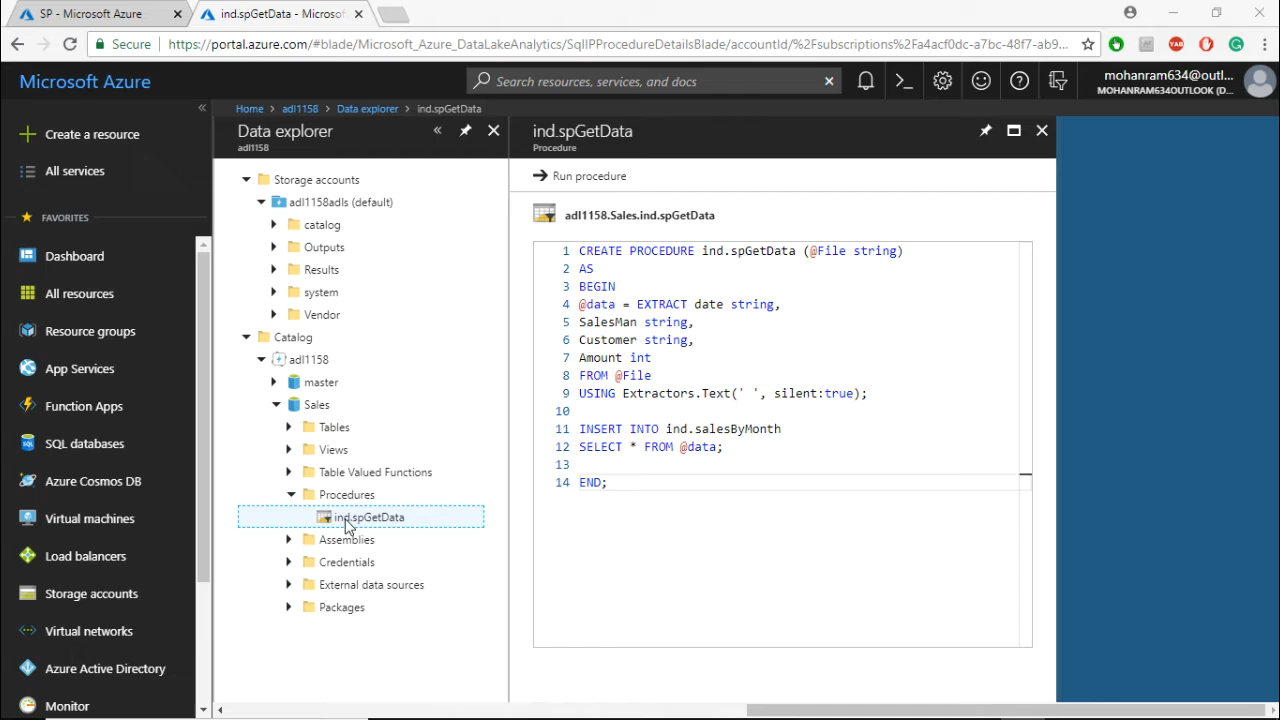 SP - Microsoft Azure
ind.spGetData - Microsof
Secure
https://portal.azure.com/#blade/Microsoft_Azure_DataLakeAnalytics/SqlIPProcedureDetailsBlade/accountId/%2Fsubscriptions%2Fa4acf0dc-a7bc-48f7-ab9...
YAB
Microsoft Azure
Search resources, services, and docs
mohanram634@outl...
MOHANRAM634OUTLOOK (D...
Create a resource
All services
FAVORITES
Dashboard
All resources
Resource groups
App Services
Function Apps
SQL databases
Azure Cosmos DB
Virtual machines
Load balancers
Storage accounts
Virtual networks
Azure Active Directory
Monitor
Home > adl1158 > Data explorer > ind.spGetData
Data explorer
adl1158
Storage accounts
adl1158adls (default)
catalog
Outputs
Results
system
Vendor
Catalog
adl1158
master
Sales
Tables
Views
Table Valued Functions
Procedures
ind.spGetData
Assemblies
Credentials
External data sources
Packages
ind.spGetData
Procedure
Run procedure
adl1158.Sales.ind.spGetData
1 CREATE PROCEDURE ind.spGetData (@File string)
2 AS
3 BEGIN
4 @data = EXTRACT date string,
5 SalesMan string,
6 Customer string,
7 Amount int
8 FROM @File
9 USING Extractors.Text(' ', silent:true);
10
11 INSERT INTO ind.salesByMonth
12 SELECT * FROM @data;
13
14 END;